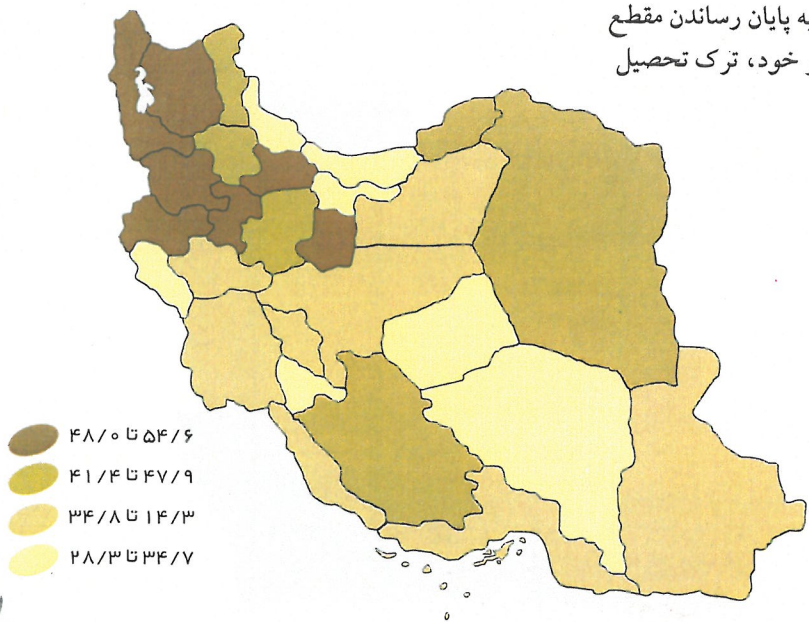 ه پایان رساندن مقطع
خود، ترک تحصیل
۴۸/۰ تا ۵۴/۶
۴۱/۴ تا ۴۷/۹
۳۴/۸ تا ۱۴/۳
۲۸/۳ تا ۳۴/۷